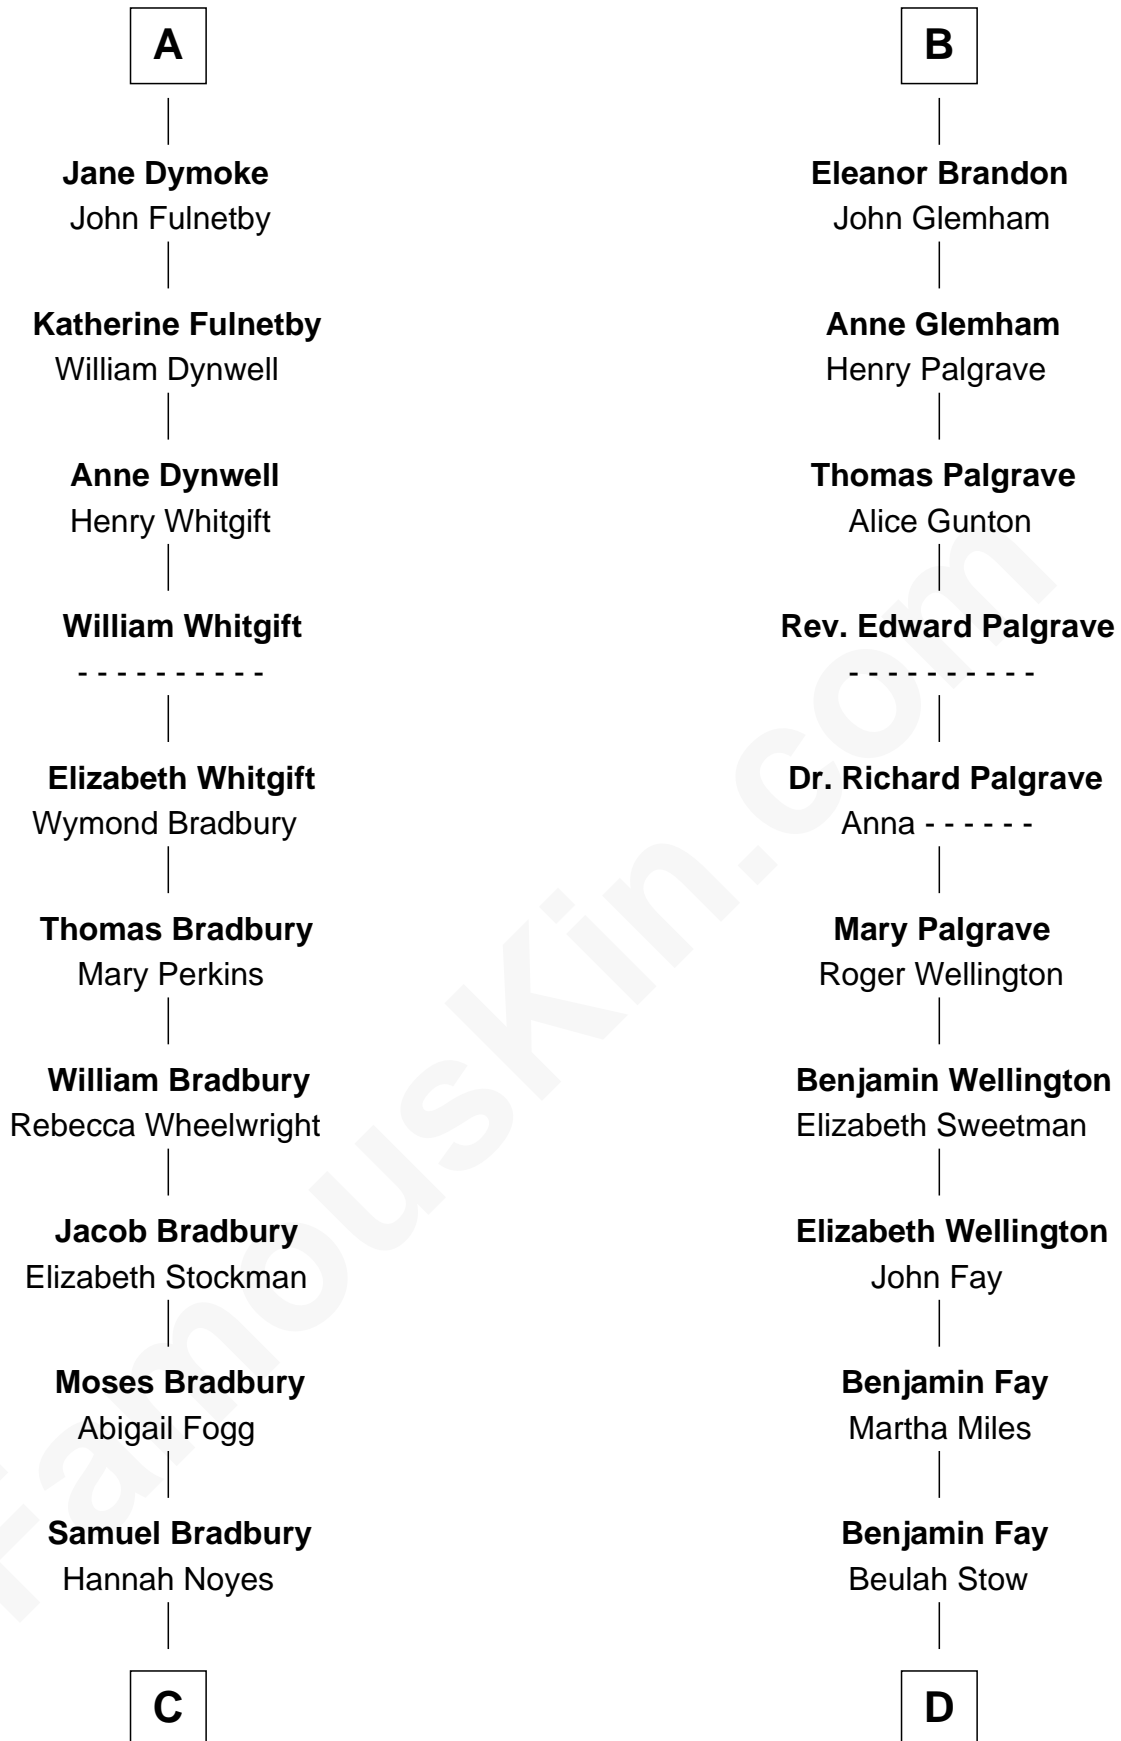 A
Jane Dymoke
John Fulnetby
Katherine Fulnetby
William Dynwell
Anne Dynwell
Henry Whitgift
William Whitgift
- - - - - - - - - -
Elizabeth Whitgift
Wymond Bradbury
Thomas Bradbury
Mary Perkins
William Bradbury
Rebecca Wheelwright
Jacob Bradbury
Elizabeth Stockman
Moses Bradbury
Abigail Fogg
Samuel Bradbury
Hannah Noyes
C
B
Eleanor Brandon
John Glemham
Anne Glemham
Henry Palgrave
Thomas Palgrave
Alice Gunton
Rev. Edward Palgrave
- - - - - - - - - -
Dr. Richard Palgrave
Anna - - - - - -
Mary Palgrave
Roger Wellington
Benjamin Wellington
Elizabeth Sweetman
Elizabeth Wellington
John Fay
Benjamin Fay
Martha Miles
Benjamin Fay
Beulah Stow
D
FamousKin.com